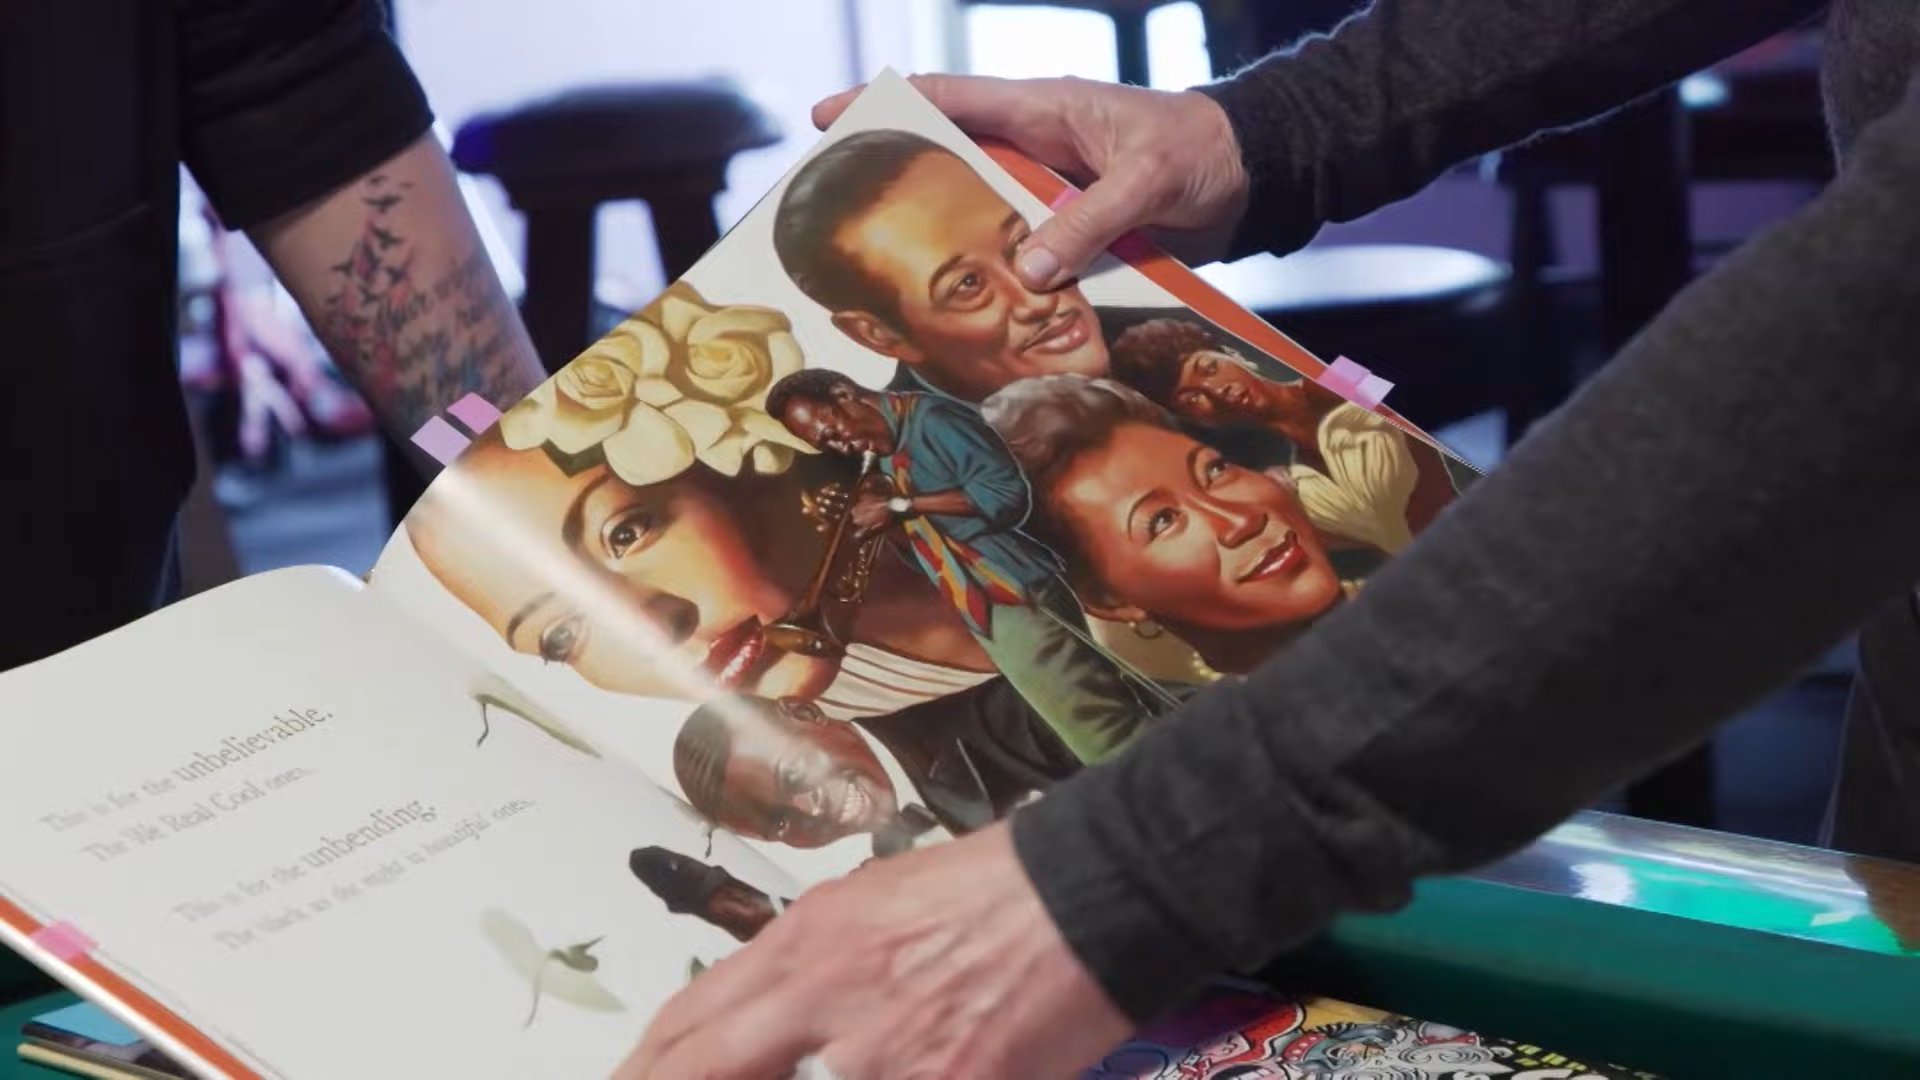 This is for the unbelievable.
The We Real Cool ones.
This is for the unbending.
The black as the night is beautiful ones.